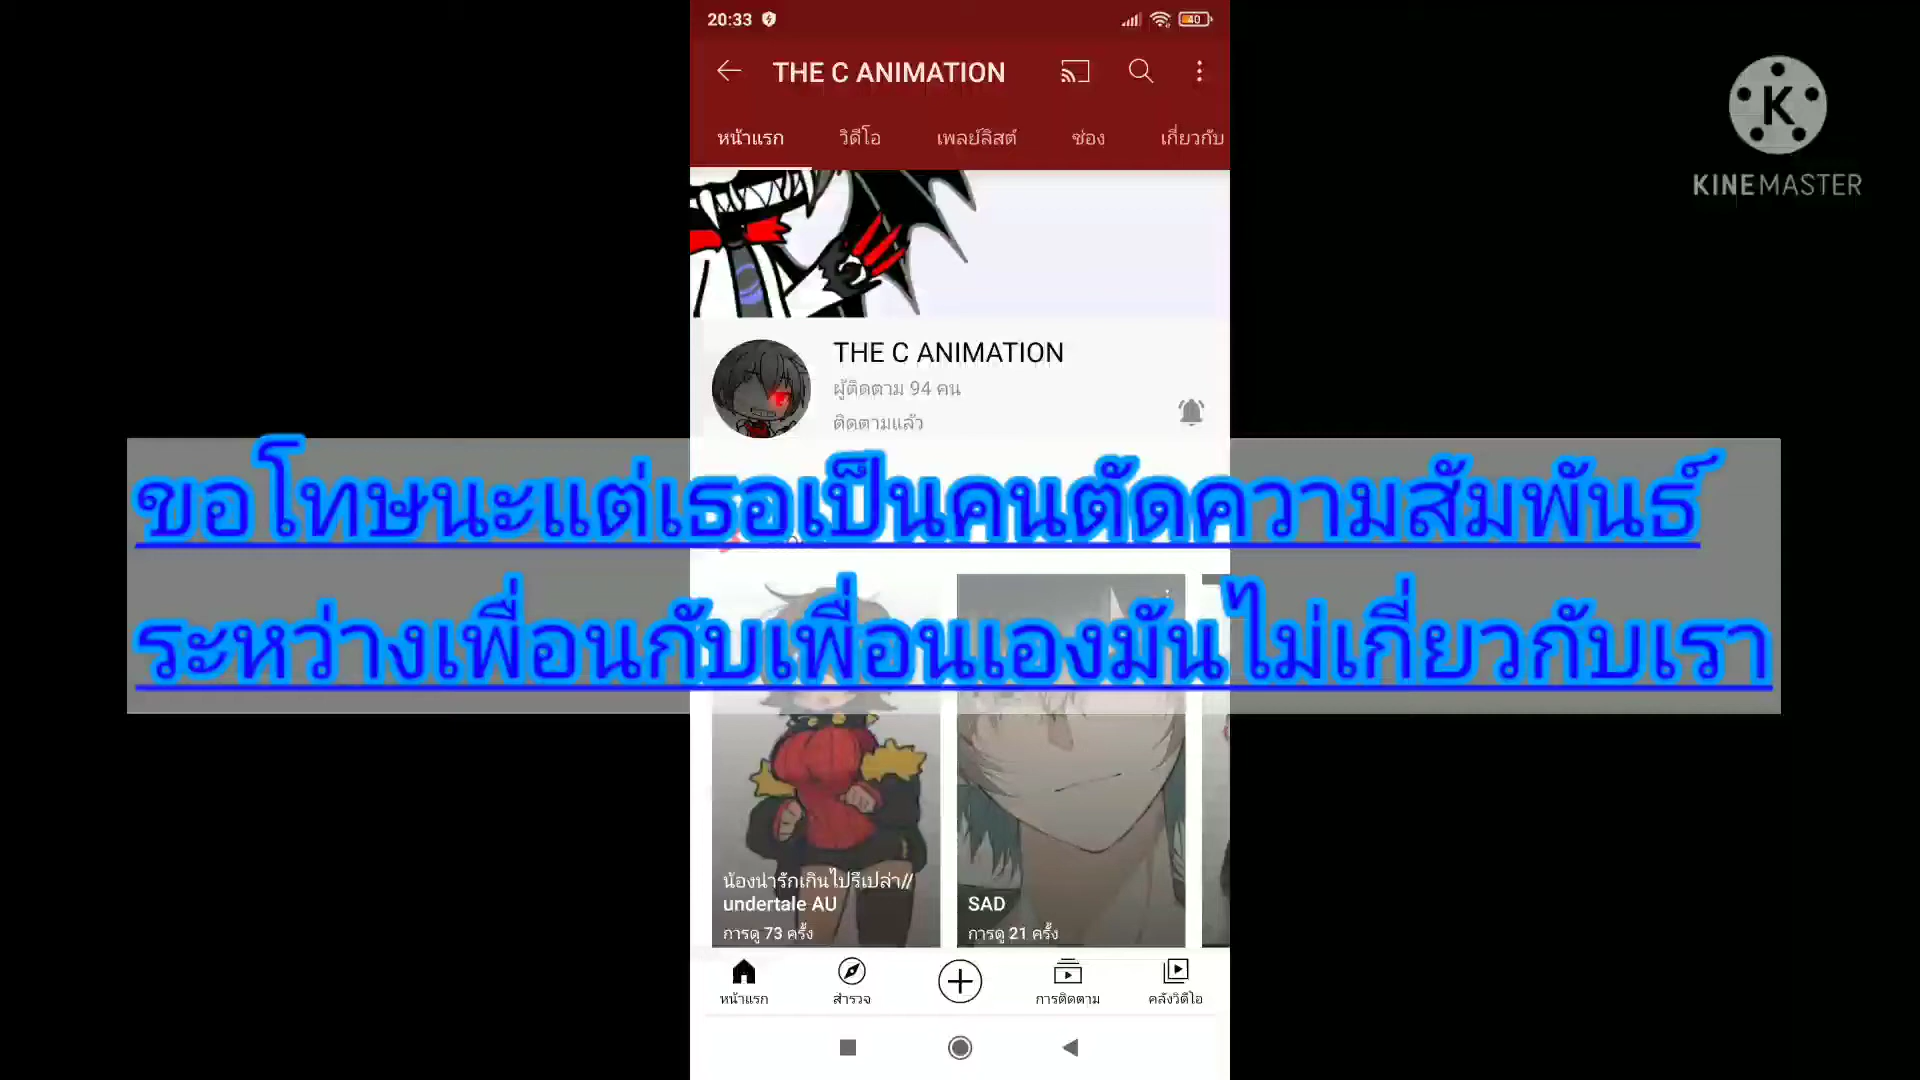 20:33
40
THE C ANIMATION
หน้าแรก วิดีโอ เพลย์ลิสต์ ช่อง เกี่ยวกับ
K
KINEMASTER
THE C ANIMATION
ผู้ติดตาม 94 คน
ติดตามแล้ว
ขอโทษนะแต่เธอเป็นคนตัดความสัมพันธ์
ระหว่างเพื่อนกับเพื่อนเองมันไม่เกี่ยวกับเรา
น้องน่ารักเกินไปรึเปล่า//
undertale AU
การดู 73 ครั้ง
SAD
การดู 21 ครั้ง
หน้าแรก สำรวจ การติดตาม คลังวิดีโอ